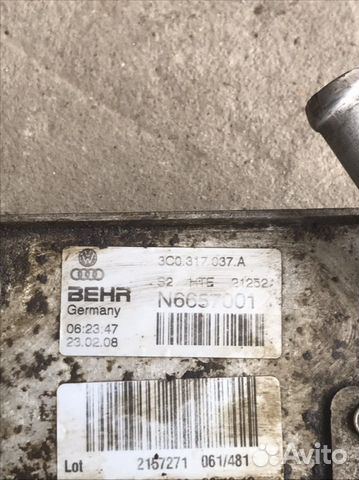 3C0.317.037.A
52 HTE 21252
BEHR N6657001
Germany
06:23.47
23.02.08
Lot 2157271 061/481
Avito